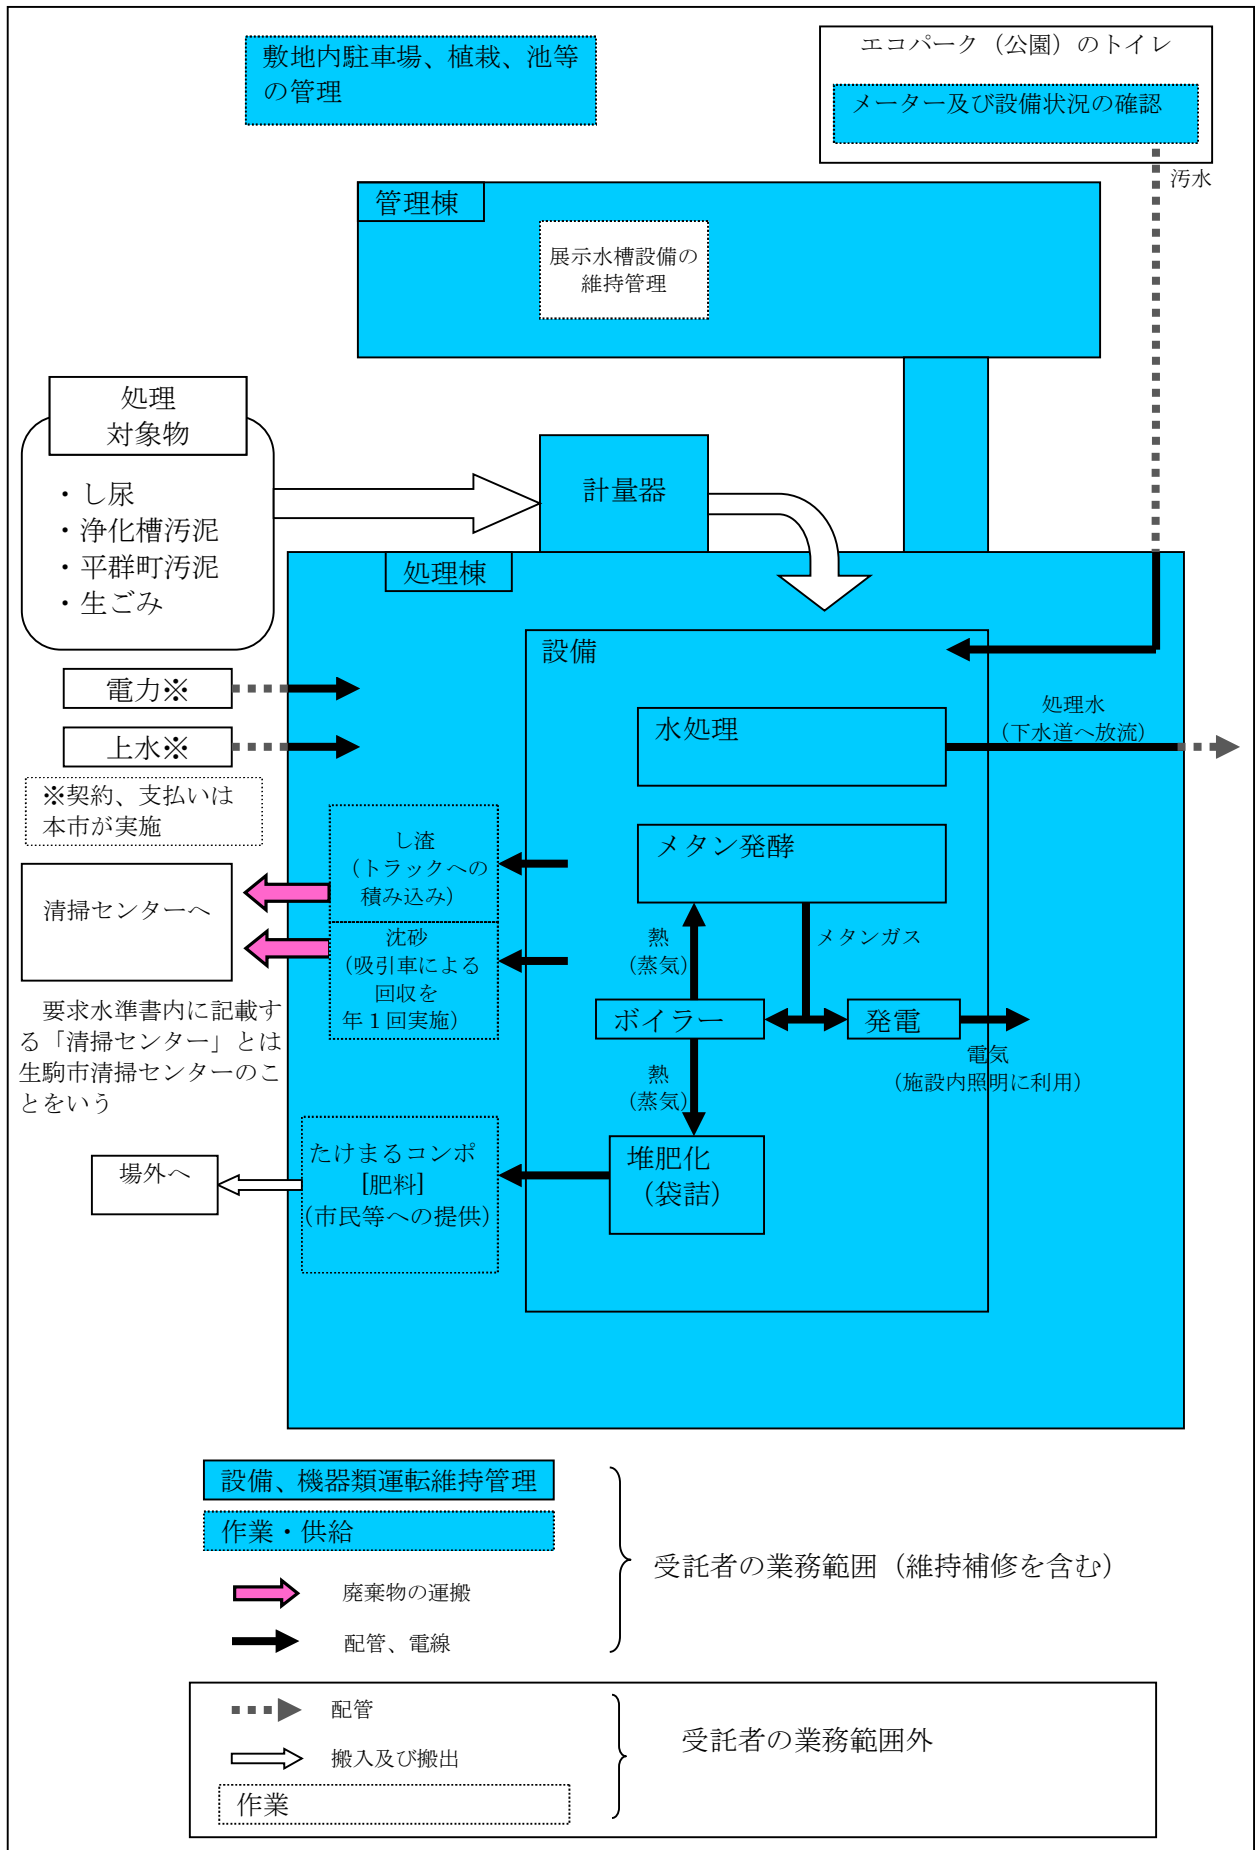 敷地内駐車場、植栽、池等
の管理
エコパーク（公園）のトイレ
メーター及び設備状況の確認
汚水
管理棟
展示水槽設備の
維持管理
処理
対象物
・し尿
・浄化槽汚泥
・平群町汚泥
・生ごみ
計量器
処理棟
設備
電力※
上水※
※契約、支払いは
本市が実施
水処理
処理水
（下水道へ放流）
し渣
（トラックへの
積み込み）
メタン発酵
清掃センターへ
沈砂
（吸引車による
回収を
年１回実施）
熱
（蒸気）
メタンガス
ボイラー
発電
電気
（施設内照明に利用）
要求水準書内に記載す
る「清掃センター」とは
生駒市清掃センターのこ
とをいう
熱
（蒸気）
場外へ
たけまるコンポ
[肥料]
（市民等への提供）
堆肥化
（袋詰）
設備、機器類運転維持管理
作業・供給
廃棄物の運搬
配管、電線
受託者の業務範囲（維持補修を含む）
配管
搬入及び搬出
作業
受託者の業務範囲外